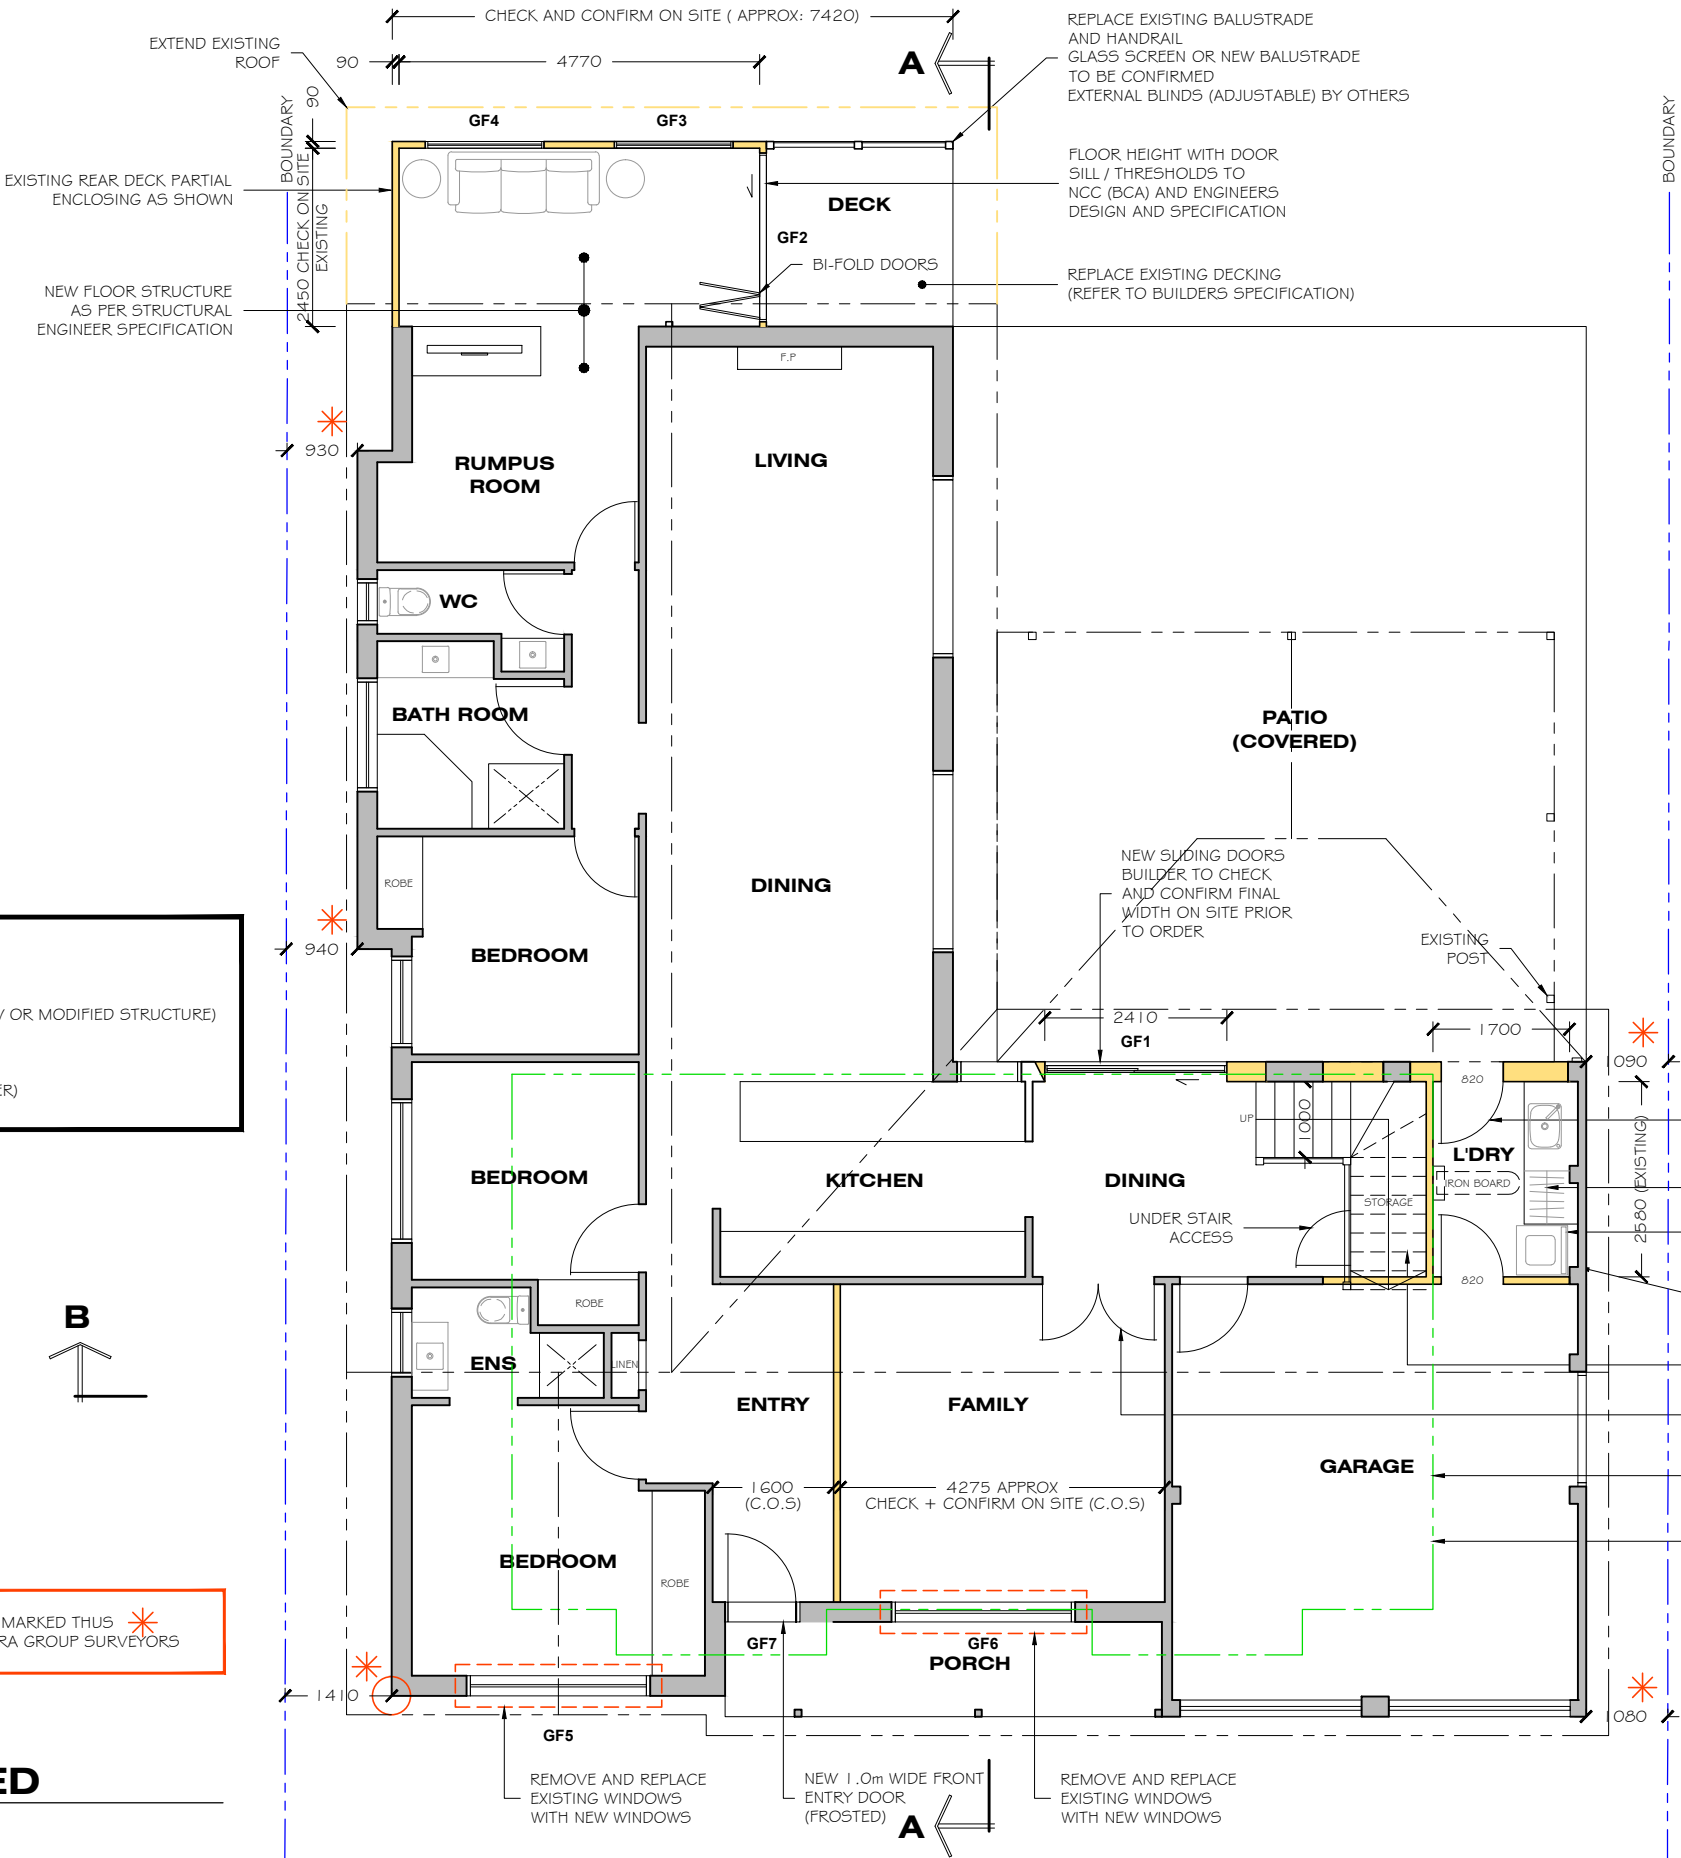 CHECK AND CONFIRM ON SITE ( APPROX: 7420)
REPLACE EXISTING BALUSTRADE
AND HANDRAIL
GLASS SCREEN OR NEW BALUSTRADE
TO BE CONFIRMED
EXTERNAL BLINDS (ADJUSTABLE) BY OTHERS
EXTEND EXISTING
ROOF
90
4770
A
BOUNDARY
90
BOUNDARY
GF4
GF3
EXISTING REAR DECK PARTIAL
ENCLOSING AS SHOWN
2450 CHECK ON SITE
EXISTING
FLOOR HEIGHT WITH DOOR
SILL / THRESHOLDS TO
NCC (BCA) AND ENGINEERS
DESIGN AND SPECIFICATION
DECK
GF2
BI-FOLD DOORS
REPLACE EXISTING DECKING
(REFER TO BUILDERS SPECIFICATION)
NEW FLOOR STRUCTURE
AS PER STRUCTURAL
ENGINEER SPECIFICATION
F.P
930
RUMPUS
ROOM
LIVING
WC
BATH ROOM
PATIO
(COVERED)
ROBE
DINING
NEW SLIDING DOORS
BUILDER TO CHECK
AND CONFIRM FINAL
WIDTH ON SITE PRIOR
TO ORDER
EXISTING
POST
940
BEDROOM
OR MODIFIED STRUCTURE)
ER)
2410
GF1
1700
1090
820
UP
1000
L'DRY
IRON BOARD
2580 (EXISTING)
BEDROOM
KITCHEN
DINING
STORAGE
UNDER STAIR
ACCESS
820
B
ROBE
ENS
LINEN
ENTRY
FAMILY
GARAGE
1600
(C.O.S)
4275 APPROX
CHECK + CONFIRM ON SITE (C.O.S)
BEDROOM
ROBE
MARKED THUS
RA GROUP SURVEYORS
GF7
GF6
PORCH
1410
1080
GF5
ED
REMOVE AND REPLACE
EXISTING WINDOWS
WITH NEW WINDOWS
NEW 1.0m WIDE FRONT
ENTRY DOOR
(FROSTED)
A
REMOVE AND REPLACE
EXISTING WINDOWS
WITH NEW WINDOWS